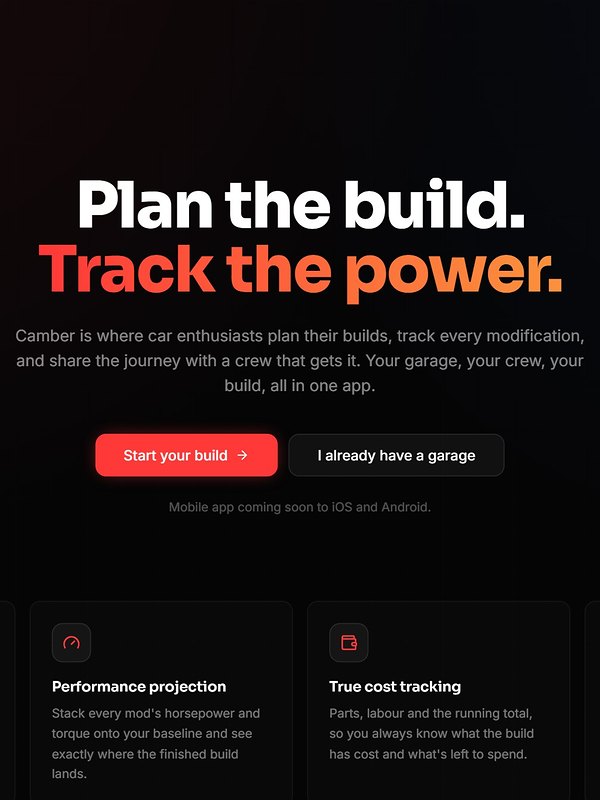 Plan the build.
Track the power.
Camber is where car enthusiasts plan their builds, track every modification,
and share the journey with a crew that gets it. Your garage, your crew, your
build, all in one app.
Start your build →
I already have a garage
Mobile app coming soon to iOS and Android.
Performance projection
Stack every mod's horsepower and
torque onto your baseline and see
exactly where the finished build
lands.
True cost tracking
Parts, labour and the running total,
so you always know what the build
has cost and what's left to spend.